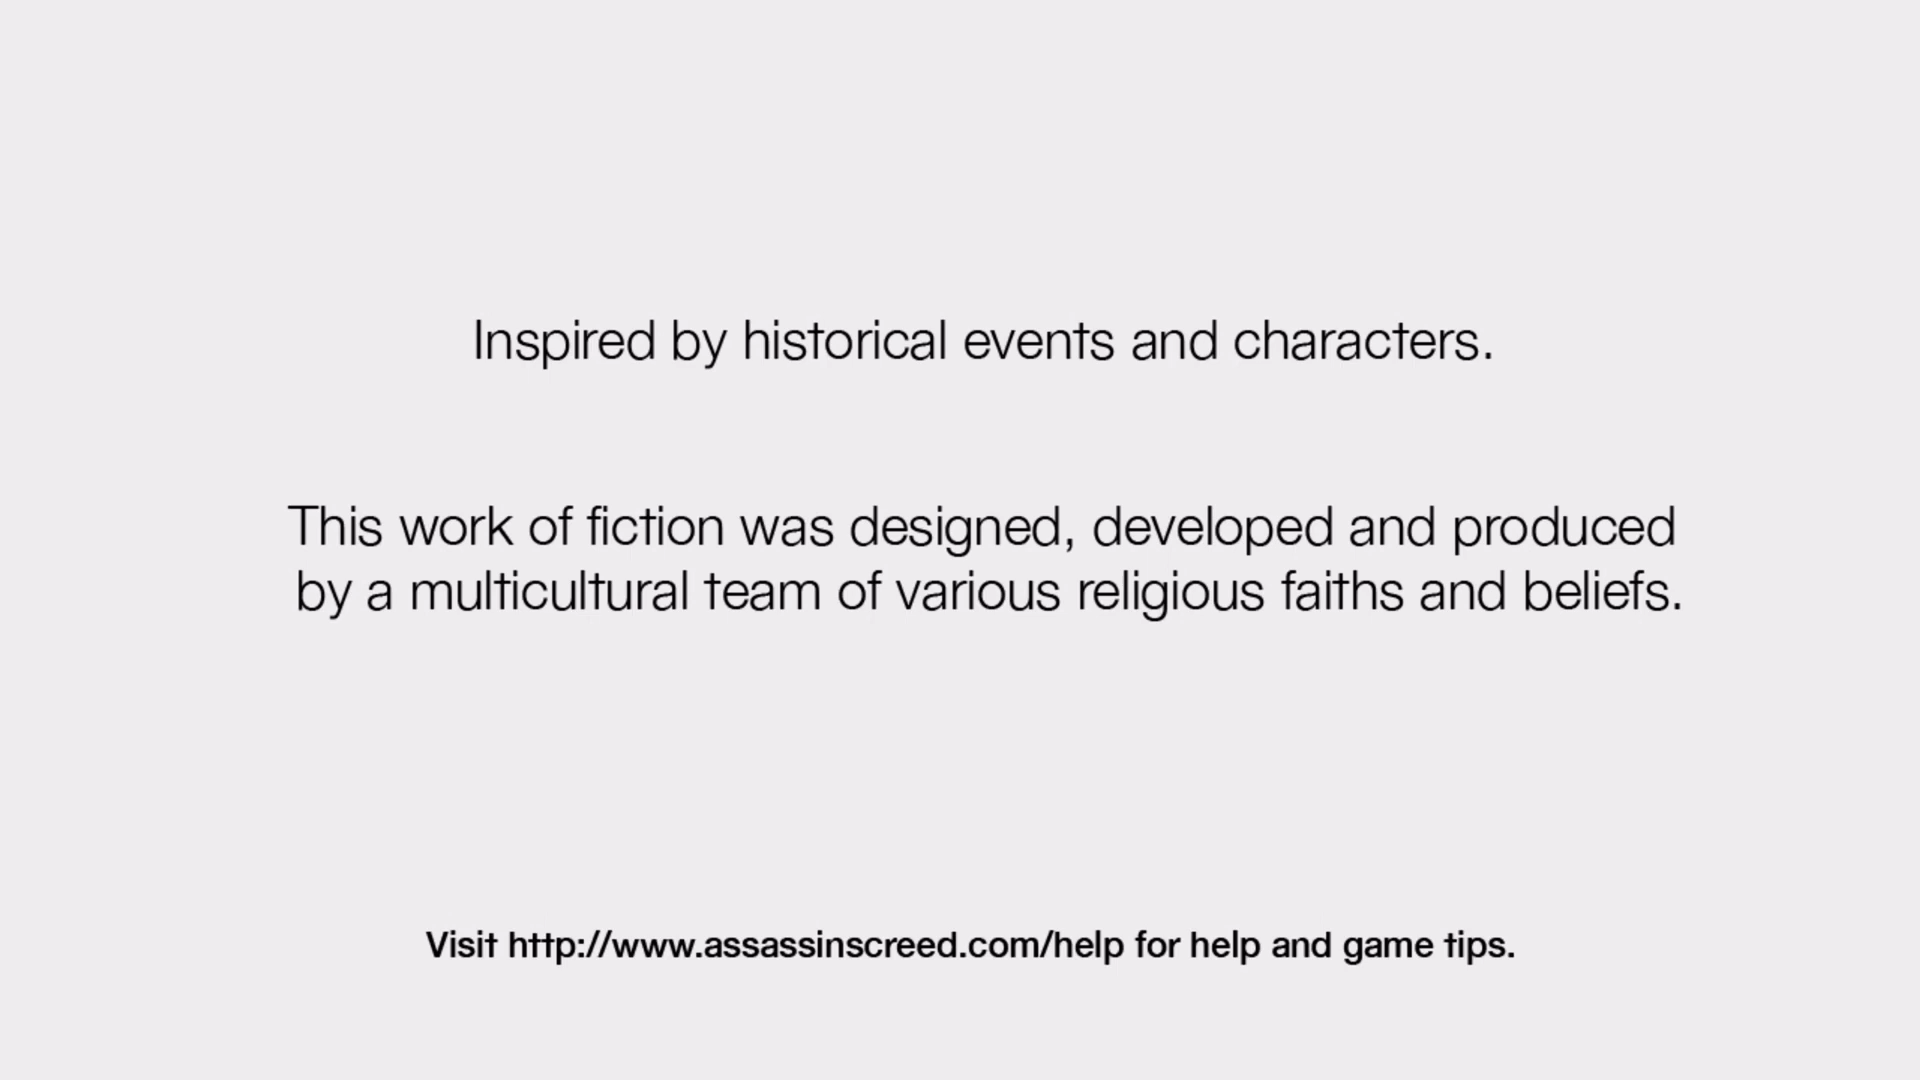 Inspired by historical events and characters.
This work of fiction was designed, developed and produced
by a multicultural team of various religious faiths and beliefs.
Visit http://www.assassinscreed.com/help for help and game tips.